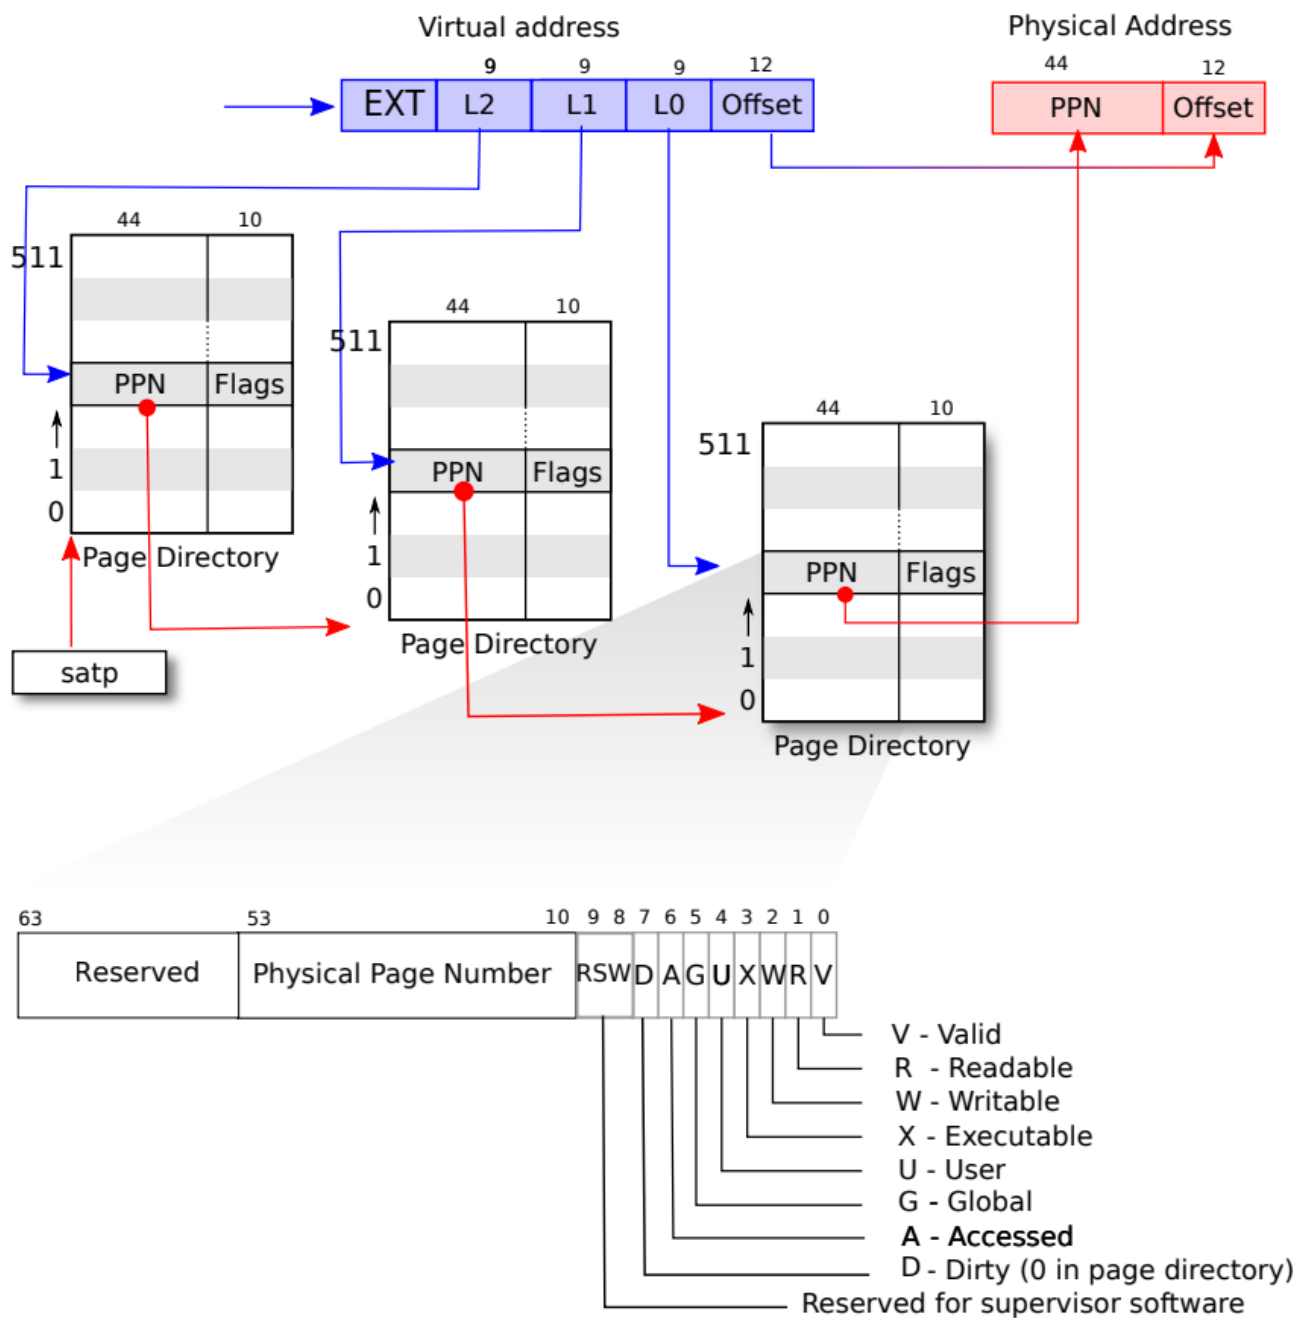 Virtual address
Physical Address
9 9 9 12
44 12
EXT L2 L1 L0 Offset
PPN Offset
44 10
511
PPN Flags
1
0
Page Directory
satp
44 10
511
PPN Flags
1
0
Page Directory
44 10
511
PPN Flags
1
0
Page Directory
63 53 10 9 8 7 6 5 4 3 2 1 0
Reserved Physical Page Number RSW D A G U X W R V
V - Valid
R - Readable
W - Writable
X - Executable
U - User
G - Global
A - Accessed
D - Dirty (0 in page directory)
Reserved for supervisor software